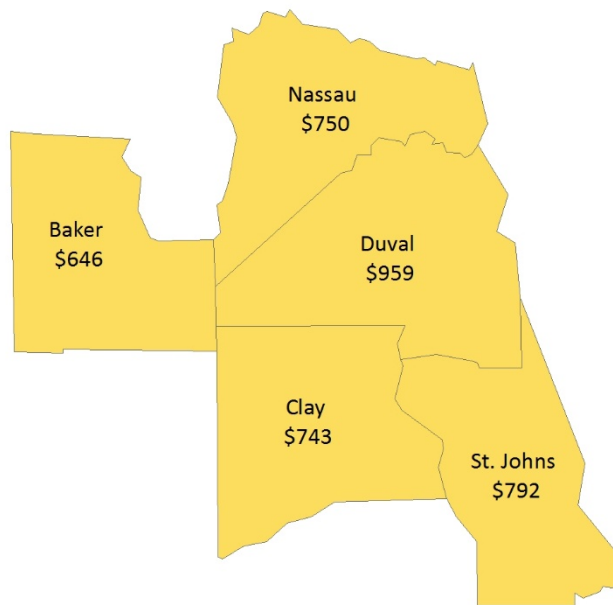 Nassau
$750
Baker
$646
Duval
$959
Clay
$743
St. Johns
$792